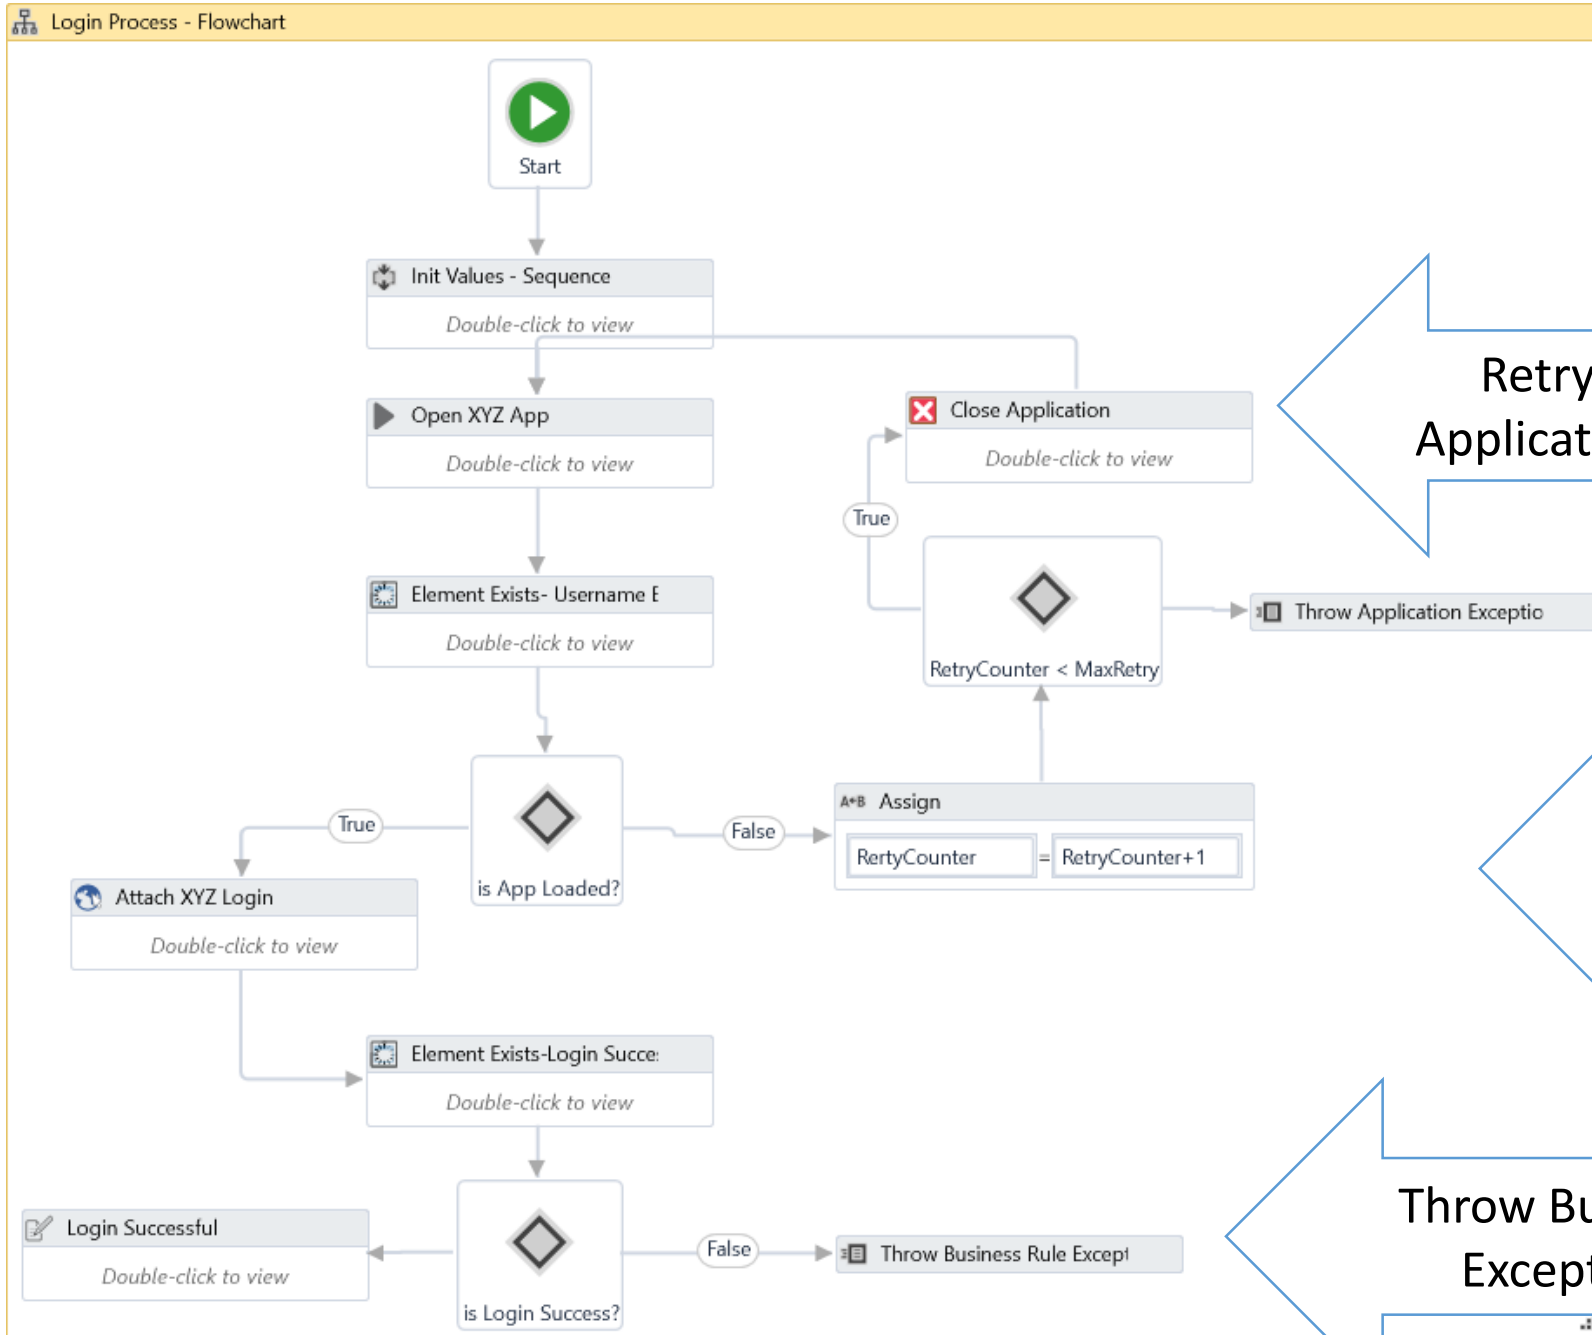 Login Process - Flowchart
Start
Init Values - Sequence
Double-click to view
Open XYZ App
Double-click to view
Close Application
Double-click to view
Retry
Applicat
True
Element Exists- Username E
Double-click to view
RetryCounter < MaxRetry
Throw Application Exceptio
True
is App Loaded?
False
A*B Assign
RertyCounter = RetryCounter+1
Attach XYZ Login
Double-click to view
Element Exists-Login Succe
Double-click to view
Login Successful
Double-click to view
is Login Success?
False
Throw Business Rule Except
Throw Bu
Except